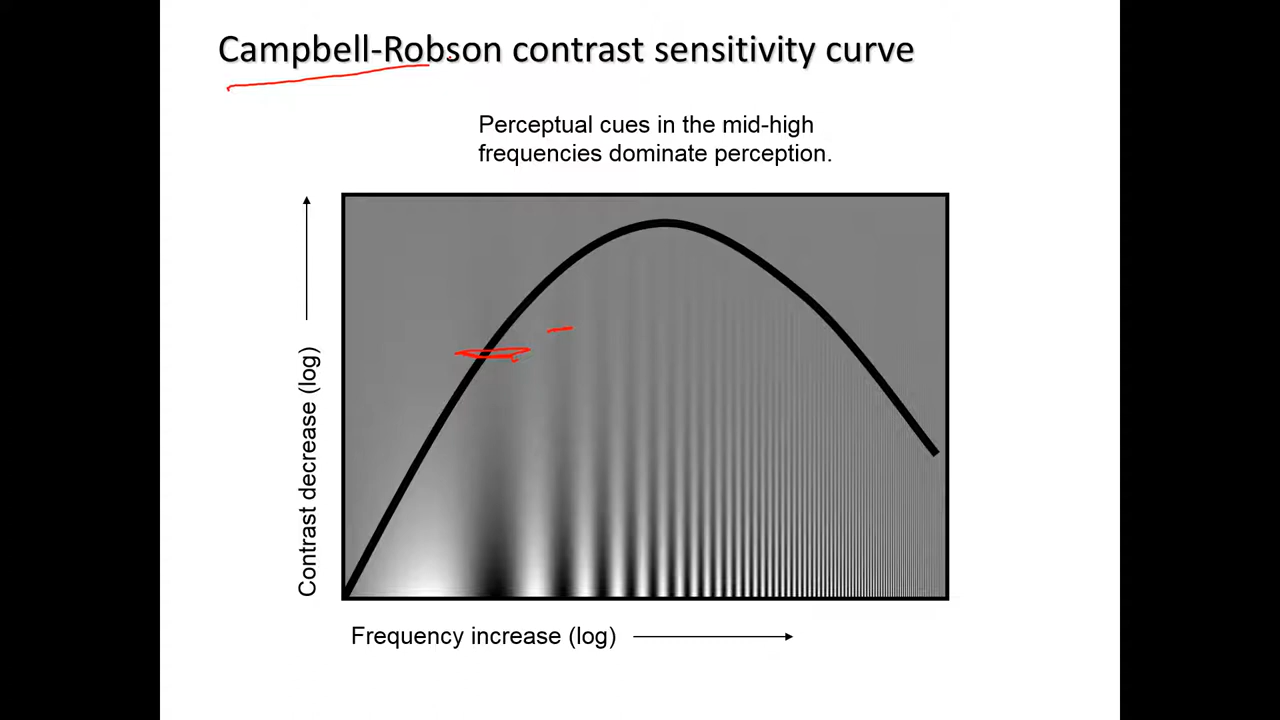 Campbell-Robson contrast sensitivity curve
Perceptual cues in the mid-high
frequencies dominate perception.
Contrast decrease (log)
Frequency increase (log)